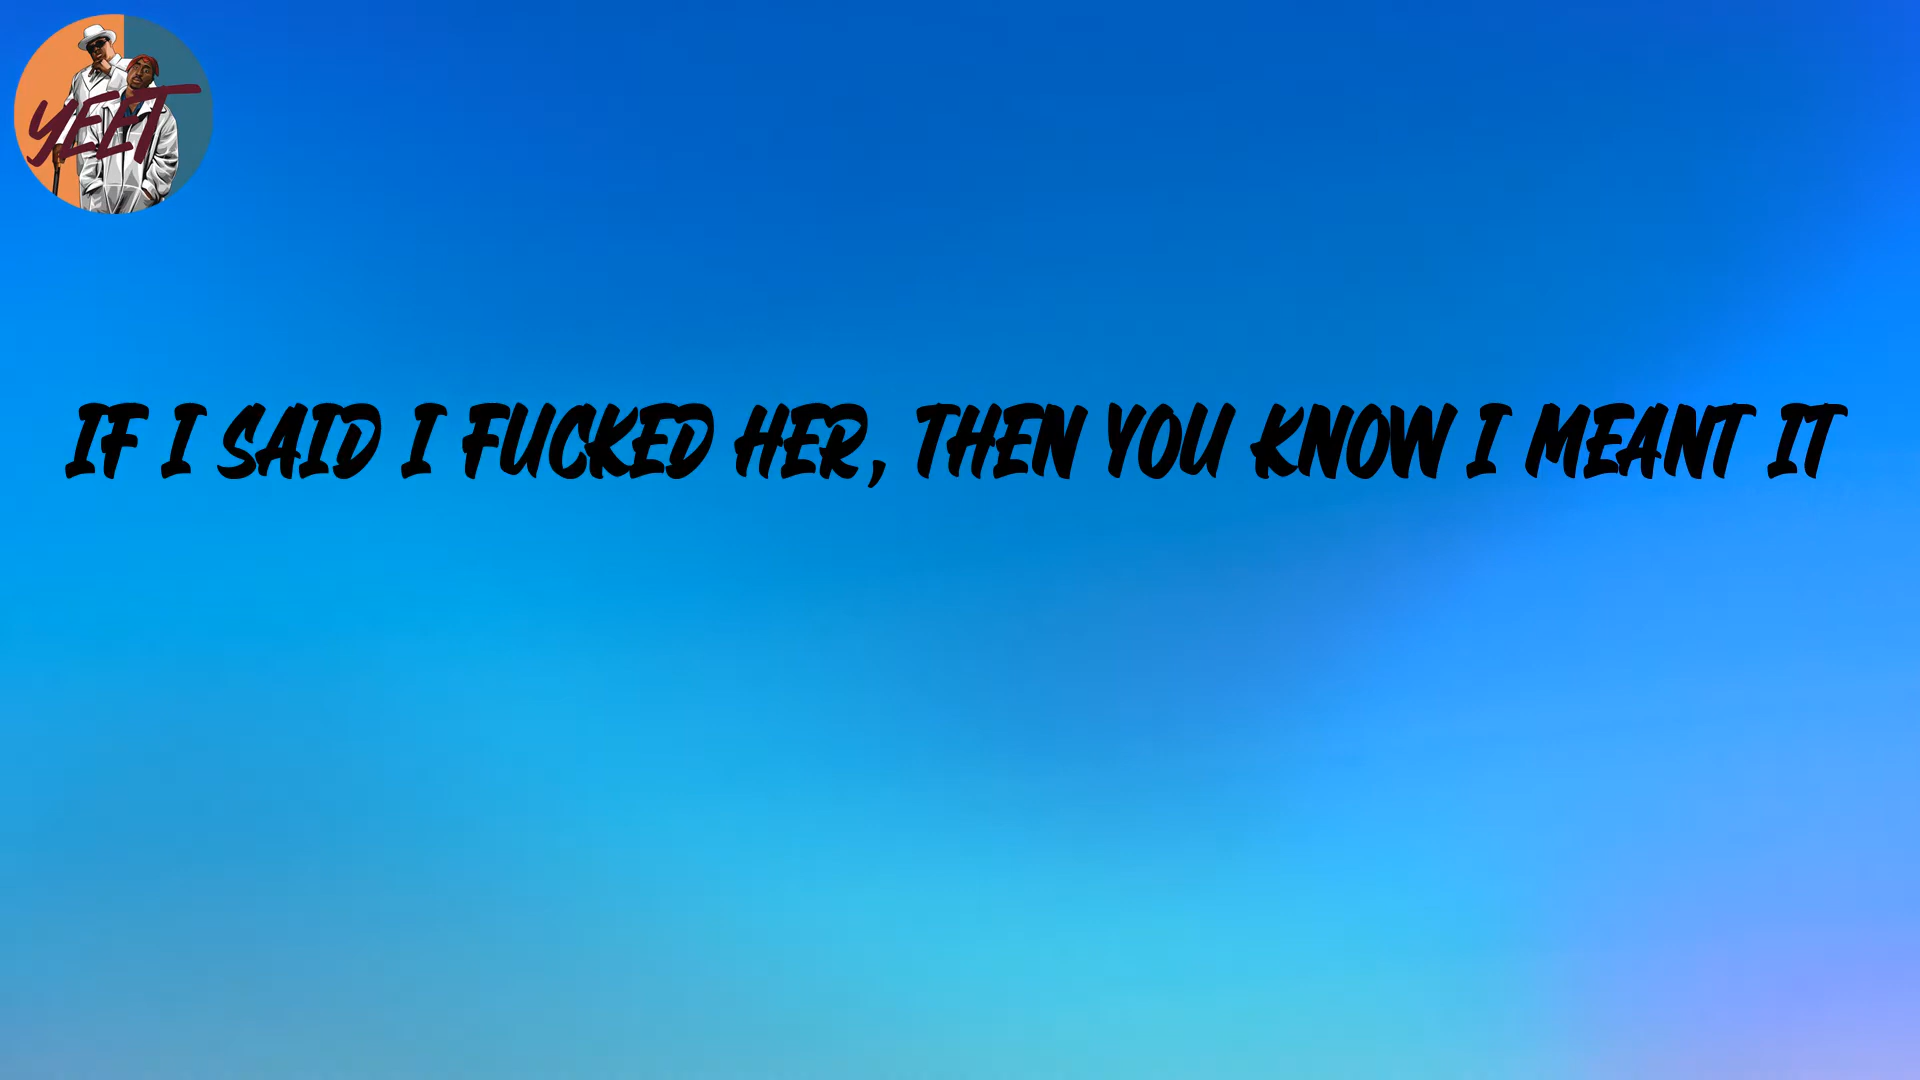 YEET
IF I SAID I FUCKED HER, THEN YOU KNOW I MEANT IT